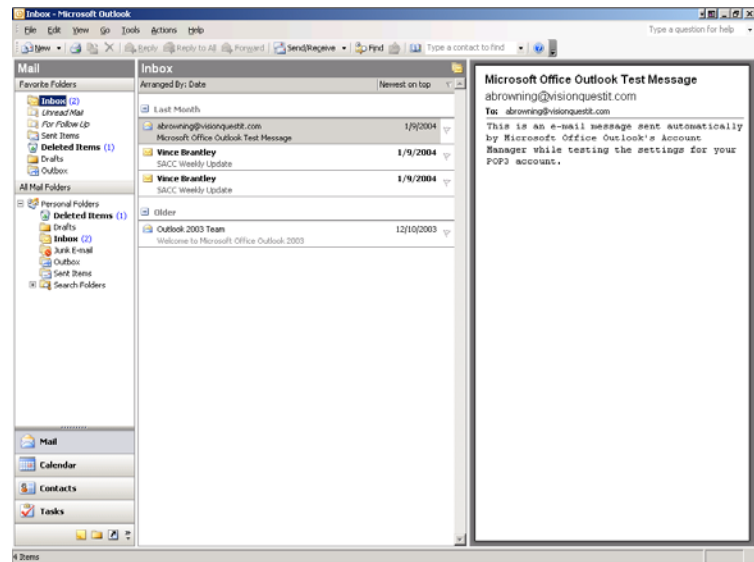 Inbox - Microsoft Outlook
File Edit View Go Tools Actions Help
Type a question for help
New Reply Reply to All Forward Send/Receive Find Type a contact to find
Mail
Favorite Folders
Inbox (2)
Unread Mail
For Follow Up
Sent Items
Deleted Items (1)
Drafts
Outbox
All Mail Folders
Personal Folders
Deleted Items (1)
Drafts
Inbox (2)
Junk E-mail
Outbox
Sent Items
Search Folders
Mail
Calendar
Contacts
Tasks
Inbox
Arranged By: Date Newest on top
Last Month
abrowning@visionquestit.com 1/9/2004
Microsoft Office Outlook Test Message
Vince Brantley 1/9/2004
SACC Weekly Update
Vince Brantley 1/9/2004
SACC Weekly Update
Older
Outlook 2003 Team 12/10/2003
Welcome to Microsoft Office Outlook 2003
Microsoft Office Outlook Test Message
abrowning@visionquestit.com
To: abrowning@visionquestit.com
This is an e-mail message sent automatically
by Microsoft Office Outlook's Account
Manager while testing the settings for your
POP3 account.
4 Items